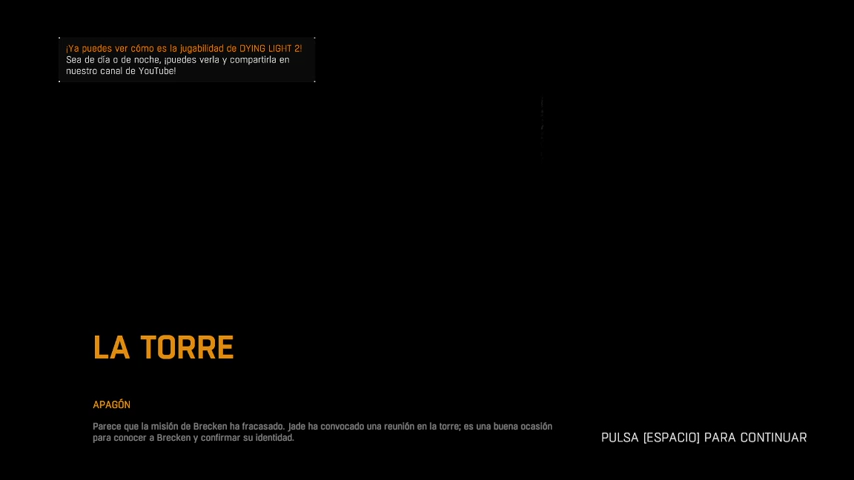 ¡Ya puedes ver cómo es la jugabilidad de DYING LIGHT 2!
Sea de día o de noche, ¡puedes verla y compartirla en
nuestro canal de YouTube!
LA TORRE
APAGÓN
Parece que la misión de Brecken ha fracasado. Jade ha convocado una reunión en la torre; es una buena ocasión
para conocer a Brecken y confirmar su identidad.
PULSA [ESPACIO] PARA CONTINUAR